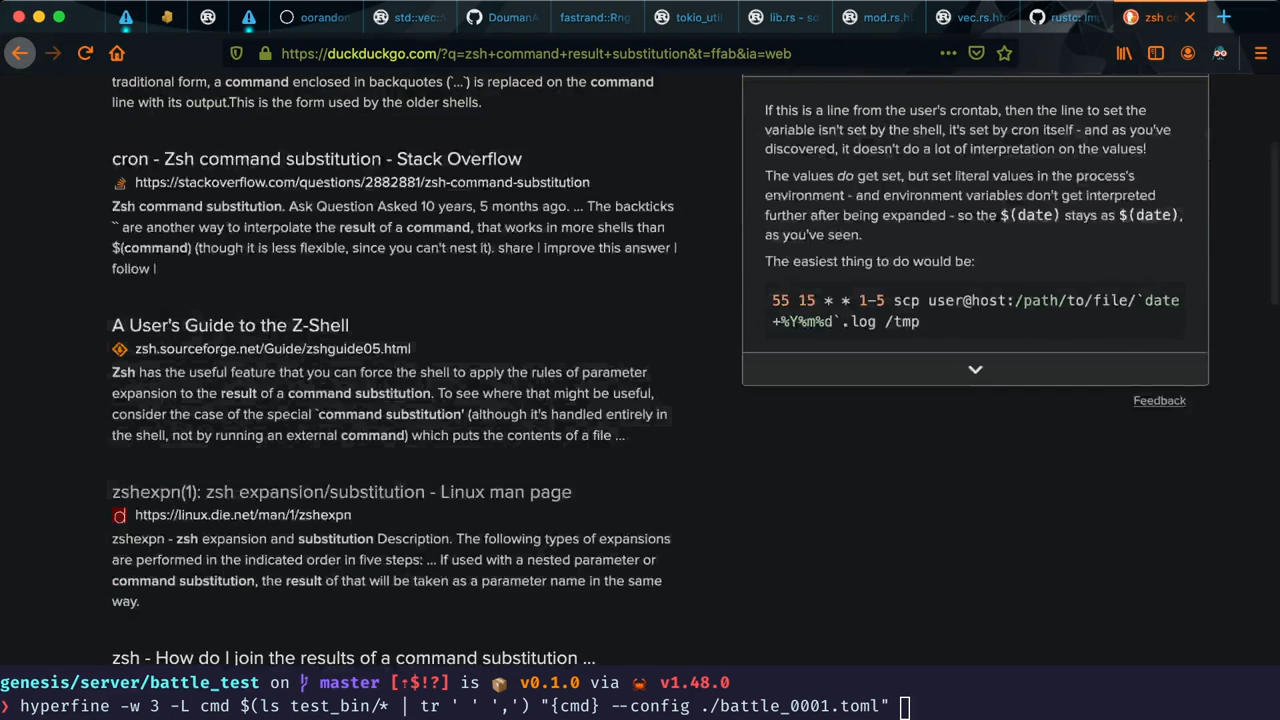 oorandon
std::vec:
DoumanA
fastrand::Rng
tokio_util
lib.rs - so
mod.rs.h
vec.rs.htm
rustc: Imp
zsh co
https://duckduckgo.com/?q=zsh+command+result+substitution&t=ffab&ia=web
traditional form, a command enclosed in backquotes (`...`) is replaced on the command
line with its output.This is the form used by the older shells.
cron - Zsh command substitution - Stack Overflow
https://stackoverflow.com/questions/2882881/zsh-command-substitution
Zsh command substitution. Ask Question Asked 10 years, 5 months ago. ... The backticks
`` are another way to interpolate the result of a command, that works in more shells than
$(command) (though it is less flexible, since you can't nest it). share | improve this answer |
follow |
A User's Guide to the Z-Shell
zsh.sourceforge.net/Guide/zshguide05.html
Zsh has the useful feature that you can force the shell to apply the rules of parameter
expansion to the result of a command substitution. To see where that might be useful,
consider the case of the special `command substitution' (although it's handled entirely in
the shell, not by running an external command) which puts the contents of a file ...
zshexpn(1): zsh expansion/substitution - Linux man page
https://linux.die.net/man/1/zshexpn
zshexpn - zsh expansion and substitution Description. The following types of expansions
are performed in the indicated order in five steps: ... If used with a nested parameter or
command substitution, the result of that will be taken as a parameter name in the same
way.
zsh - How do I join the results of a command substitution ...
If this is a line from the user's crontab, then the line to set the
variable isn't set by the shell, it's set by cron itself - and as you've
discovered, it doesn't do a lot of interpretation on the values!
The values do get set, but set literal values in the process's
environment - and environment variables don't get interpreted
further after being expanded - so the $(date) stays as $(date),
as you've seen.
The easiest thing to do would be:
55 15 * * 1-5 scp user@host:/path/to/file/`date
+%Y%m%d`.log /tmp
Feedback
genesis/server/battle_test on master [⇡$!?] is 📦 v0.1.0 via 🦀 v1.48.0
❯ hyperfine -w 3 -L cmd $(ls test_bin/* | tr ' ' ',') "{cmd} --config ./battle_0001.toml"